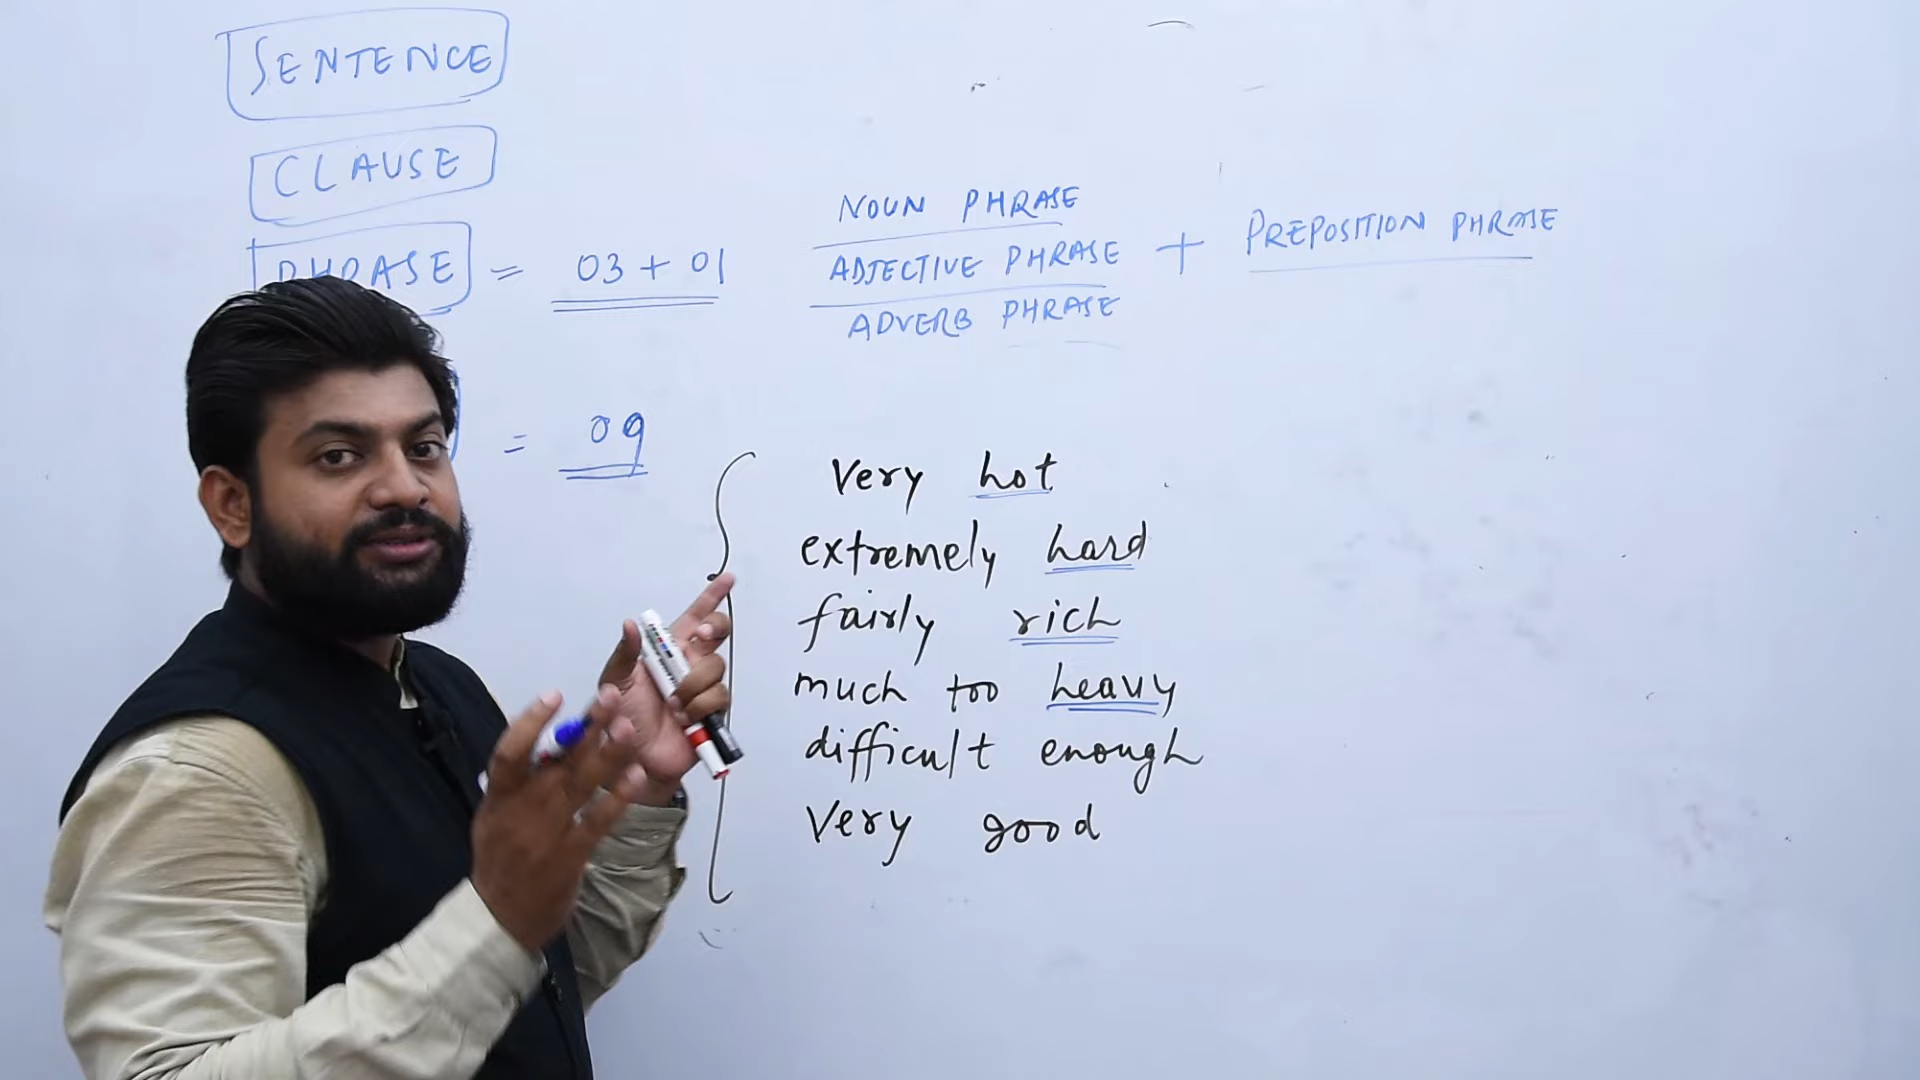 SENTENCE
CLAUSE
PHRASE = 03 + 01
NOUN PHRASE
ADJECTIVE PHRASE + PREPOSITION PHRASE
ADVERB PHRASE
= 09
Very hot
extremely hard
fairly rich
much too heavy
difficult enough
Very good